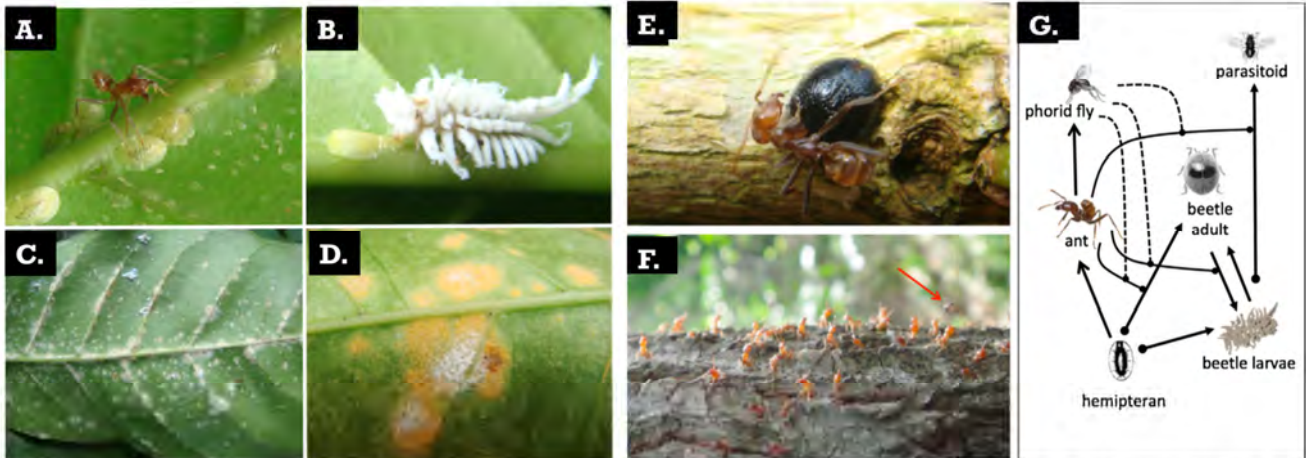 A.
B.
C.
D.
E.
F.
G.
parasitoid
phorid fly
beetle
adult
ant
beetle larvae
hemipteran